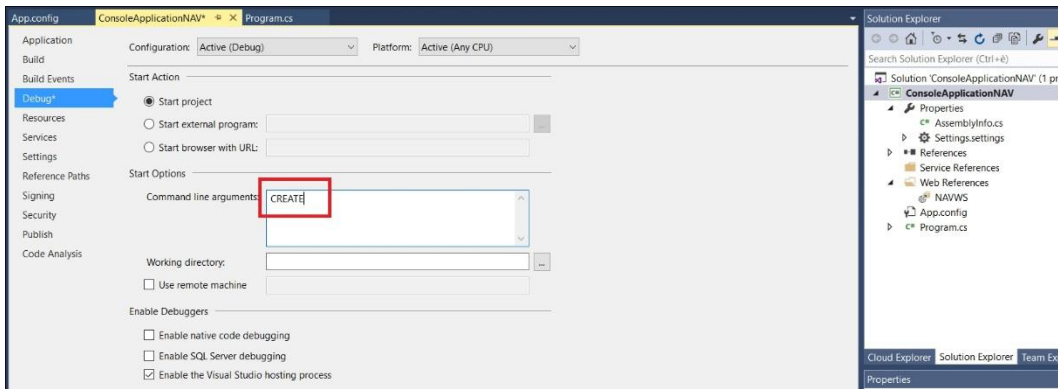 App.config ConsoleApplicationNAV* Program.cs
Application
Build
Build Events
Debug*
Resources
Services
Settings
Reference Paths
Signing
Security
Publish
Code Analysis
Configuration: Active (Debug) Platform: Active (Any CPU)
Start Action
Start project
Start external program:
...
Start browser with URL:
Start Options
Command line arguments: CREATE
Working directory:
...
Use remote machine
Enable Debuggers
Enable native code debugging
Enable SQL Server debugging
Enable the Visual Studio hosting process
Solution Explorer
Search Solution Explorer (Ctrl+è)
Solution 'ConsoleApplicationNAV' (1 pr
C# ConsoleApplicationNAV
Properties
C# AssemblyInfo.cs
Settings.settings
References
Service References
Web References
NAVWS
App.config
C# Program.cs
Cloud Explorer Solution Explorer Team Ex
Properties